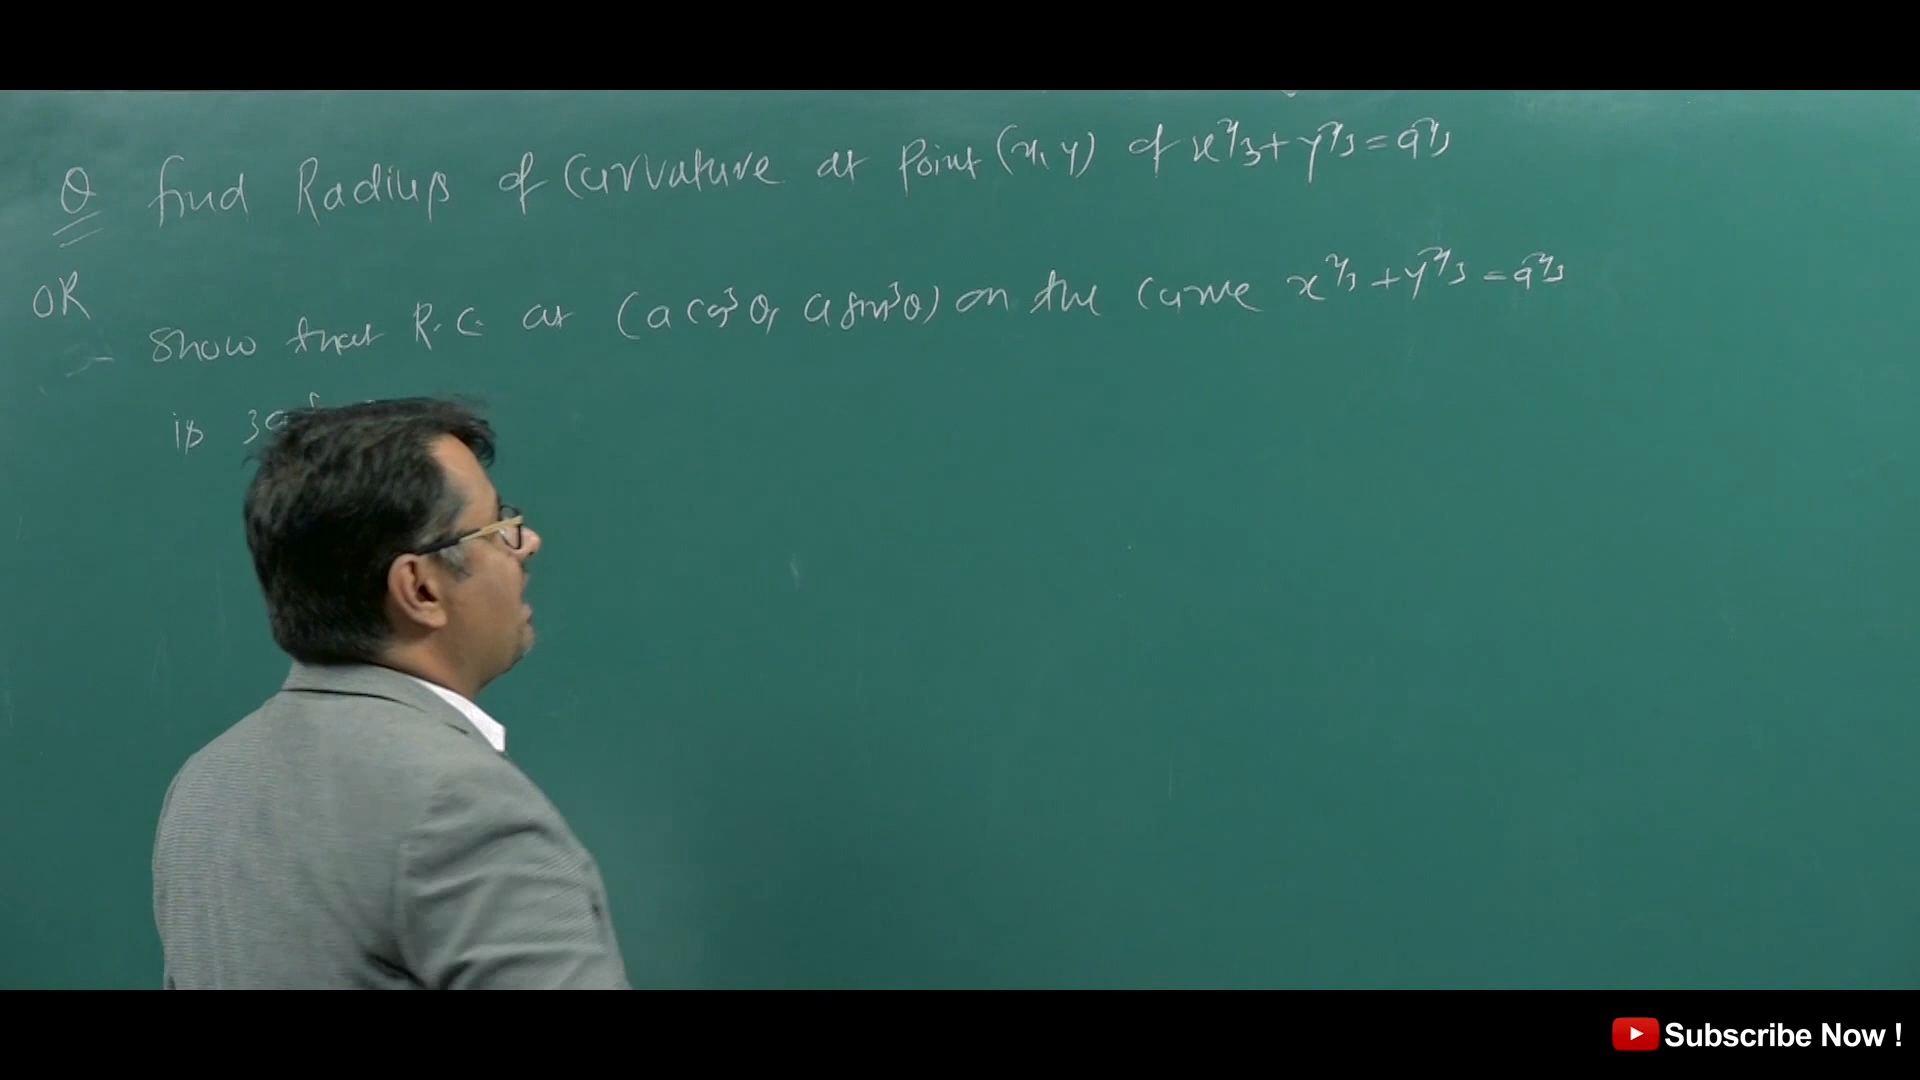 Q find Radius of Curvature at Point (x, y) of x^2/3 + y^2/3 = a^2/3
OR
Show that R.C. at (a cos^3 θ, a sin^3 θ) on the curve x^2/3 + y^2/3 = a^2/3
is 3a
Subscribe Now !